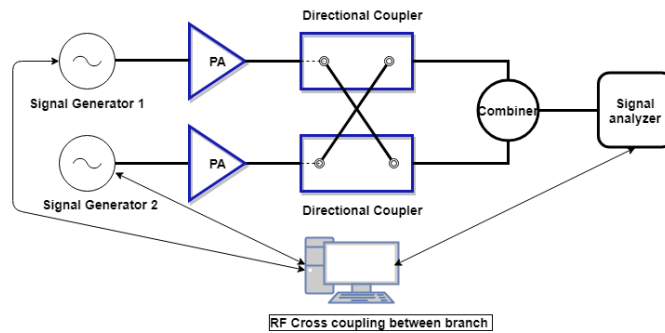 Directional Coupler
PA
Signal Generator 1
Combiner
Signal
analyzer
PA
Signal Generator 2
Directional Coupler
RF Cross coupling between branch